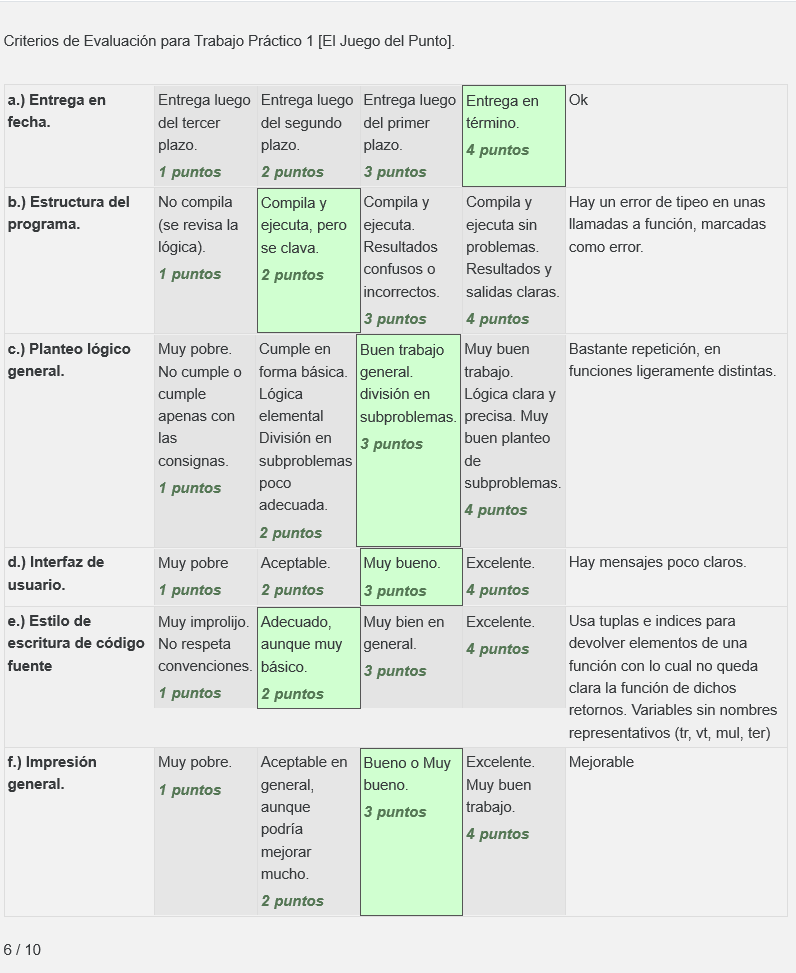 Criterios de Evaluación para Trabajo Práctico 1 [El Juego del Punto].
a.) Entrega en
fecha.
Entrega luego
del tercer
plazo.
1 puntos
Entrega luego
del segundo
plazo.
2 puntos
Entrega luego
del primer
plazo.
3 puntos
Entrega en
término.
4 puntos
Ok
b.) Estructura del
programa.
No compila
(se revisa la
lógica).
1 puntos
Compila y
ejecuta, pero
se clava.
2 puntos
Compila y
ejecuta.
Resultados
confusos o
incorrectos.
3 puntos
Compila y
ejecuta sin
problemas.
Resultados y
salidas claras.
4 puntos
Hay un error de tipeo en unas
llamadas a función, marcadas
como error.
c.) Planteo lógico
general.
Muy pobre.
No cumple o
cumple
apenas con
las
consignas.
1 puntos
Cumple en
forma básica.
Lógica
elemental
División en
subproblemas
poco
adecuada.
2 puntos
Buen trabajo
general.
división en
subproblemas.
3 puntos
Muy buen
trabajo.
Lógica clara y
precisa. Muy
buen planteo
de
subproblemas.
4 puntos
Bastante repetición, en
funciones ligeramente distintas.
d.) Interfaz de
usuario.
Muy pobre
1 puntos
Aceptable.
2 puntos
Muy bueno.
3 puntos
Excelente.
4 puntos
Hay mensajes poco claros.
e.) Estilo de
escritura de código
fuente
Muy improlijo.
No respeta
convenciones.
1 puntos
Adecuado,
aunque muy
básico.
2 puntos
Muy bien en
general.
3 puntos
Excelente.
4 puntos
Usa tuplas e indices para
devolver elementos de una
función con lo cual no queda
clara la función de dichos
retornos. Variables sin nombres
representativos (tr, vt, mul, ter)
f.) Impresión
general.
Muy pobre.
1 puntos
Aceptable en
general,
aunque
podría
mejorar
mucho.
2 puntos
Bueno o Muy
bueno.
3 puntos
Excelente.
Muy buen
trabajo.
4 puntos
Mejorable
6 / 10